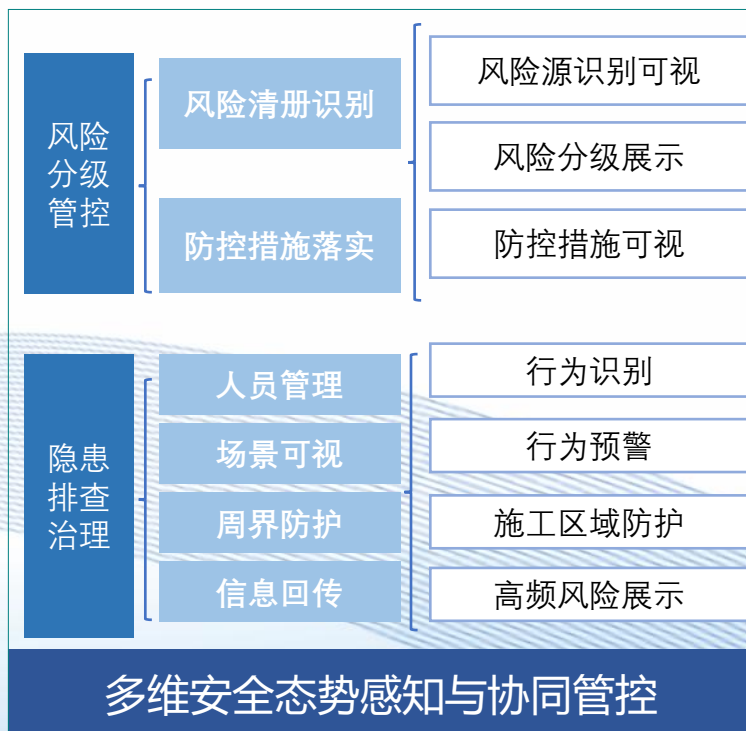 风险
分级
管控
风险清册识别
防控措施落实
风险源识别可视
风险分级展示
防控措施可视
隐患
排查
治理
人员管理
场景可视
周界防护
信息回传
行为识别
行为预警
施工区域防护
高频风险展示
多维安全态势感知与协同管控